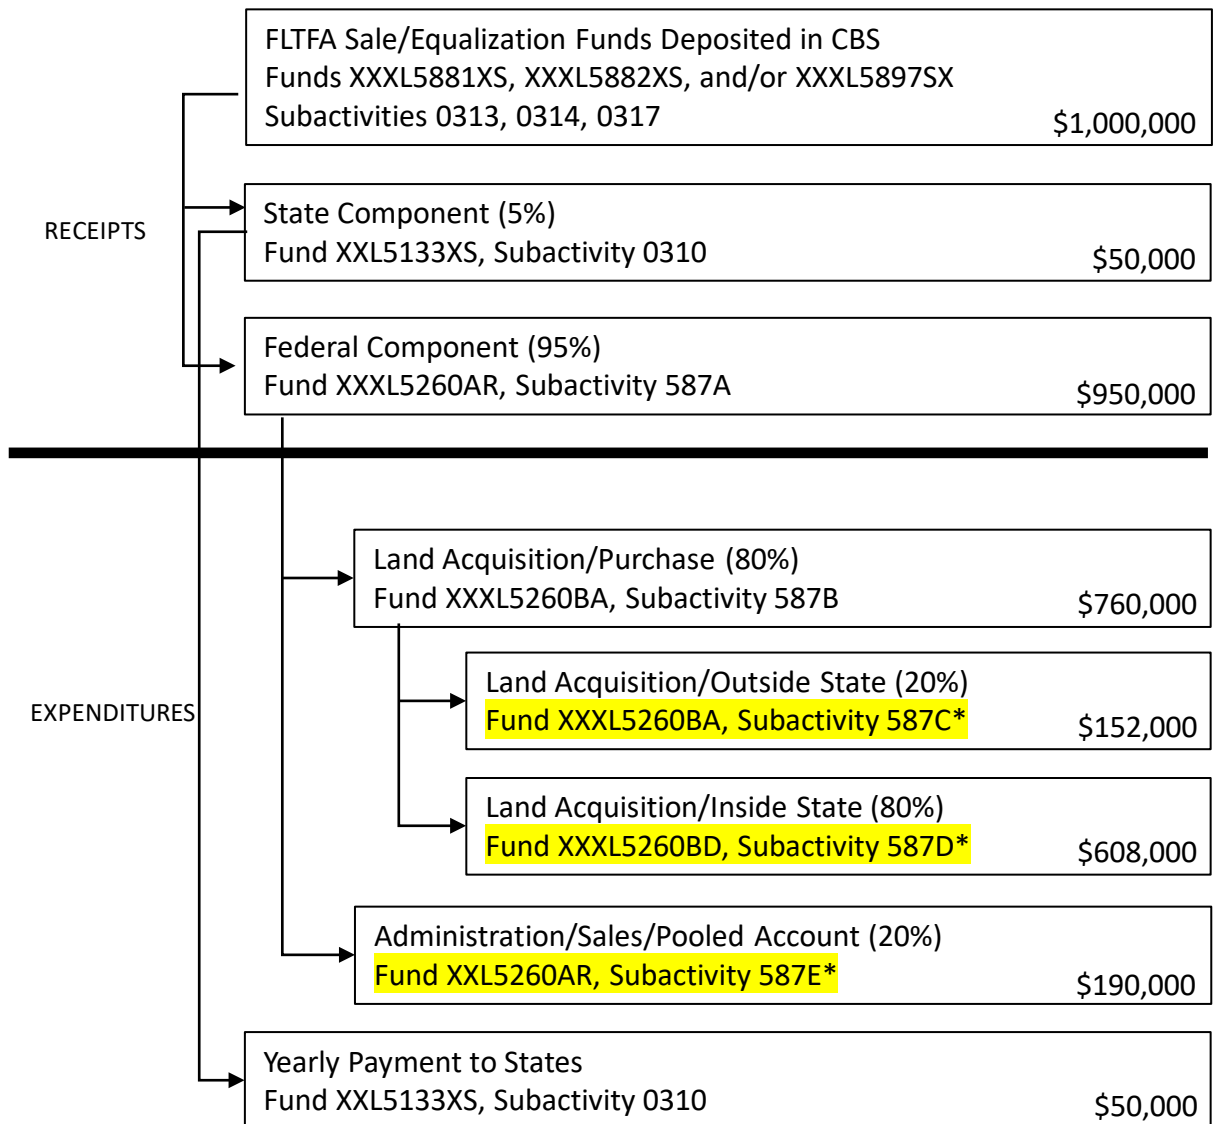 FLTFA Sale/Equalization Funds Deposited in CBS
Funds XXXL5881XS, XXXL5882XS, and/or XXXL5897SX
Subactivities 0313, 0314, 0317
$1,000,000
RECEIPTS
State Component (5%)
Fund XXL5133XS, Subactivity 0310
$50,000
Federal Component (95%)
Fund XXXL5260AR, Subactivity 587A
$950,000
Land Acquisition/Purchase (80%)
Fund XXXL5260BA, Subactivity 587B
$760,000
EXPENDITURES
Land Acquisition/Outside State (20%)
Fund XXXL5260BA, Subactivity 587C*
$152,000
Land Acquisition/Inside State (80%)
Fund XXXL5260BD, Subactivity 587D*
$608,000
Administration/Sales/Pooled Account (20%)
Fund XXL5260AR, Subactivity 587E*
$190,000
Yearly Payment to States
Fund XXL5133XS, Subactivity 0310
$50,000